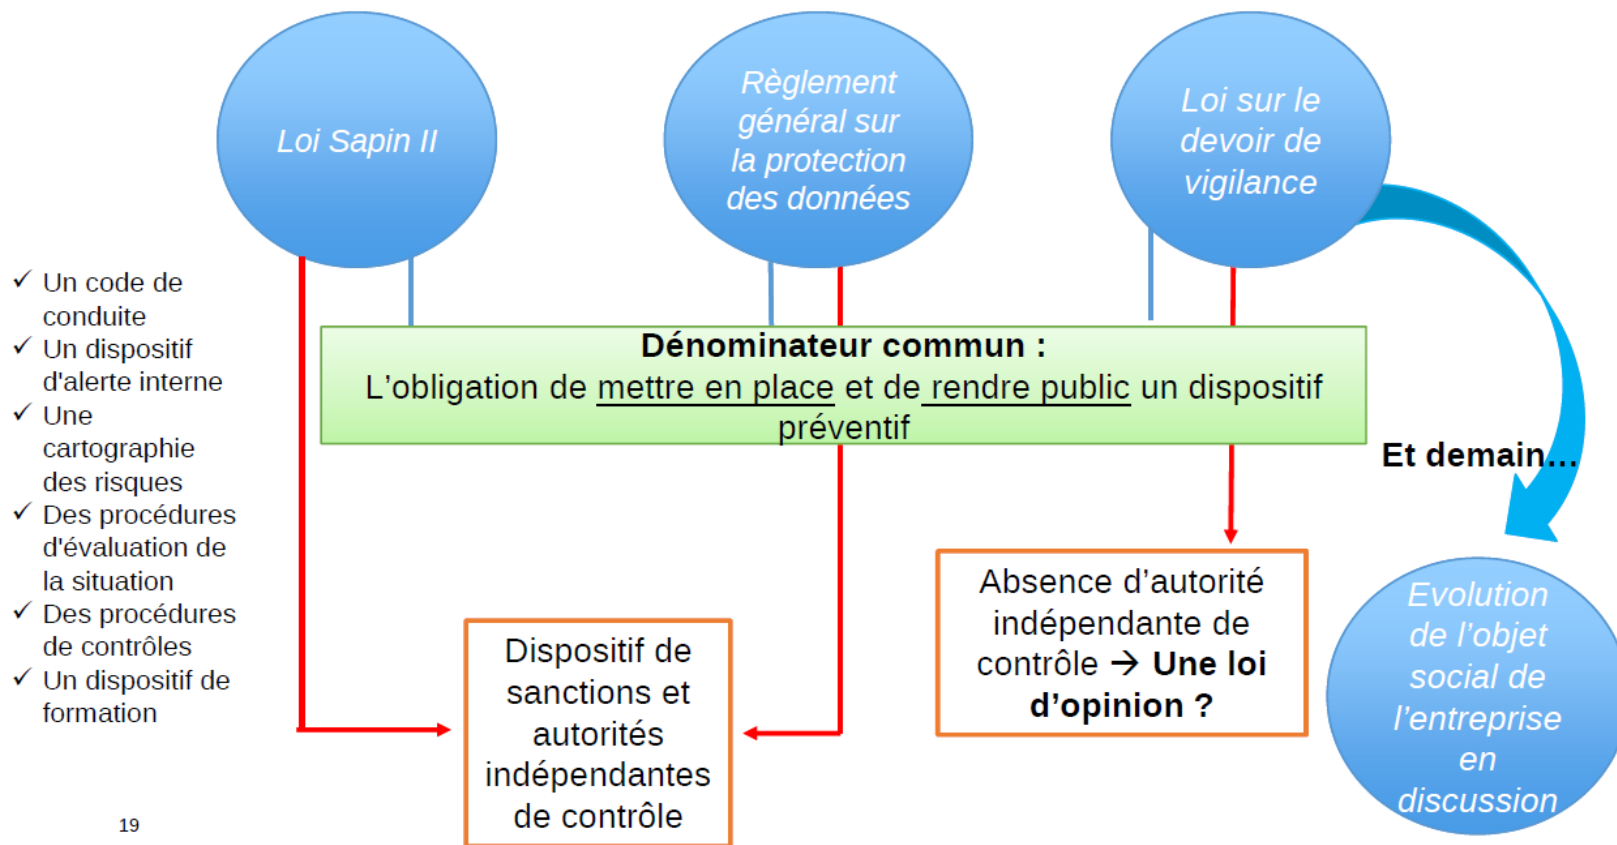 Loi Sapin II
Règlement
général sur
la protection
des données
Loi sur le
devoir de
vigilance
✓ Un code de
conduite
✓ Un dispositif
d'alerte interne
✓ Une
cartographie
des risques
✓ Des procédures
d'évaluation de
la situation
✓ Des procédures
de contrôles
✓ Un dispositif de
formation
Dénominateur commun :
L’obligation de mettre en place et de rendre public un dispositif
préventif
Et demain…
Dispositif de
sanctions et
autorités
indépendantes
de contrôle
Absence d’autorité
indépendante de
contrôle → Une loi
d’opinion ?
Evolution
de l’objet
social de
l’entreprise
en
discussion
19